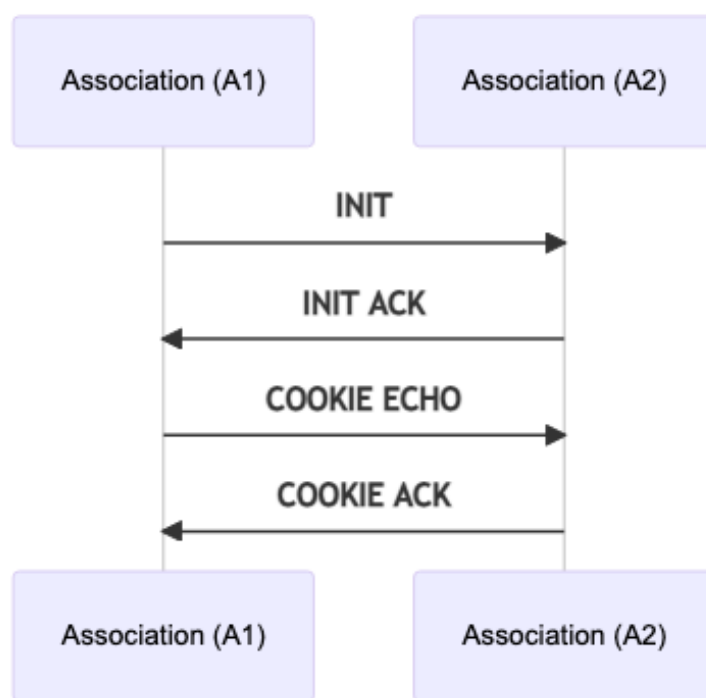 Association (A1)
Association (A2)
INIT
INIT ACK
COOKIE ECHO
COOKIE ACK
Association (A1)
Association (A2)